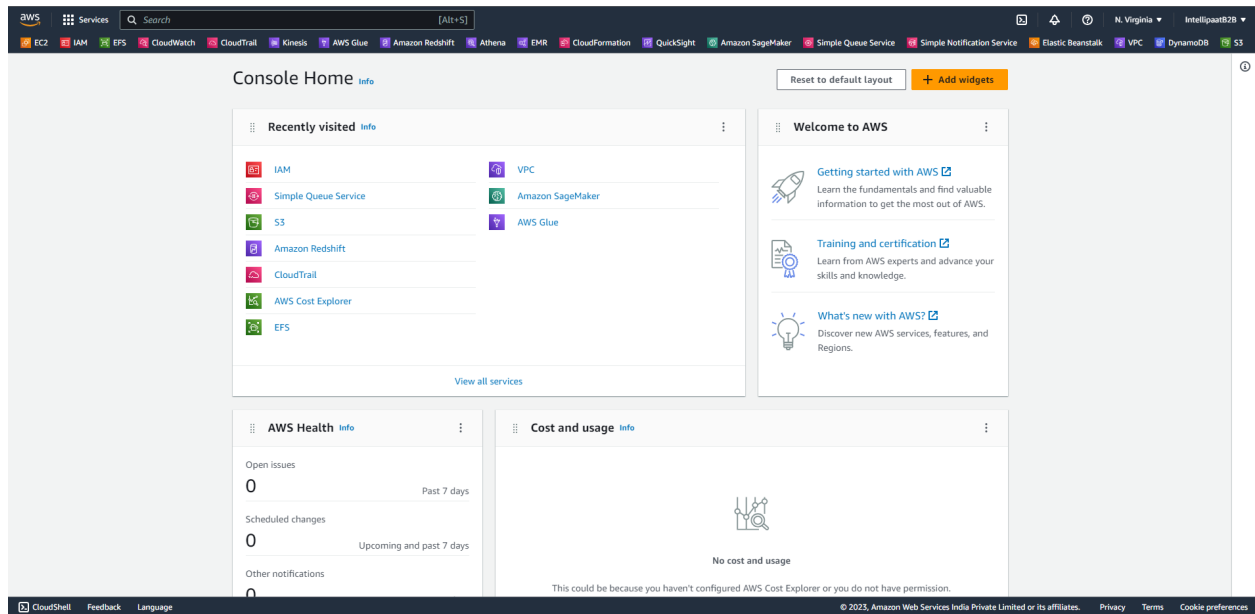 aws Services Search [Alt+S] N. Virginia IntellipaatB2B
EC2 IAM EFS CloudWatch CloudTrail Kinesis AWS Glue Amazon Redshift Athena EMR CloudFormation QuickSight Amazon SageMaker Simple Queue Service Simple Notification Service Elastic Beanstalk VPC DynamoDB S3
Console Home Info
Reset to default layout + Add widgets
Recently visited Info
IAM
Simple Queue Service
S3
Amazon Redshift
CloudTrail
AWS Cost Explorer
EFS
VPC
Amazon SageMaker
AWS Glue
View all services
Welcome to AWS
Getting started with AWS
Learn the fundamentals and find valuable
information to get the most out of AWS.
Training and certification
Learn from AWS experts and advance your
skills and knowledge.
What's new with AWS?
Discover new AWS services, features, and
Regions.
AWS Health Info
Open issues
0 Past 7 days
Scheduled changes
0 Upcoming and past 7 days
Other notifications
0
Cost and usage Info
No cost and usage
This could be because you haven't configured AWS Cost Explorer or you do not have permission.
CloudShell Feedback Language © 2023, Amazon Web Services India Private Limited or its affiliates. Privacy Terms Cookie preferences